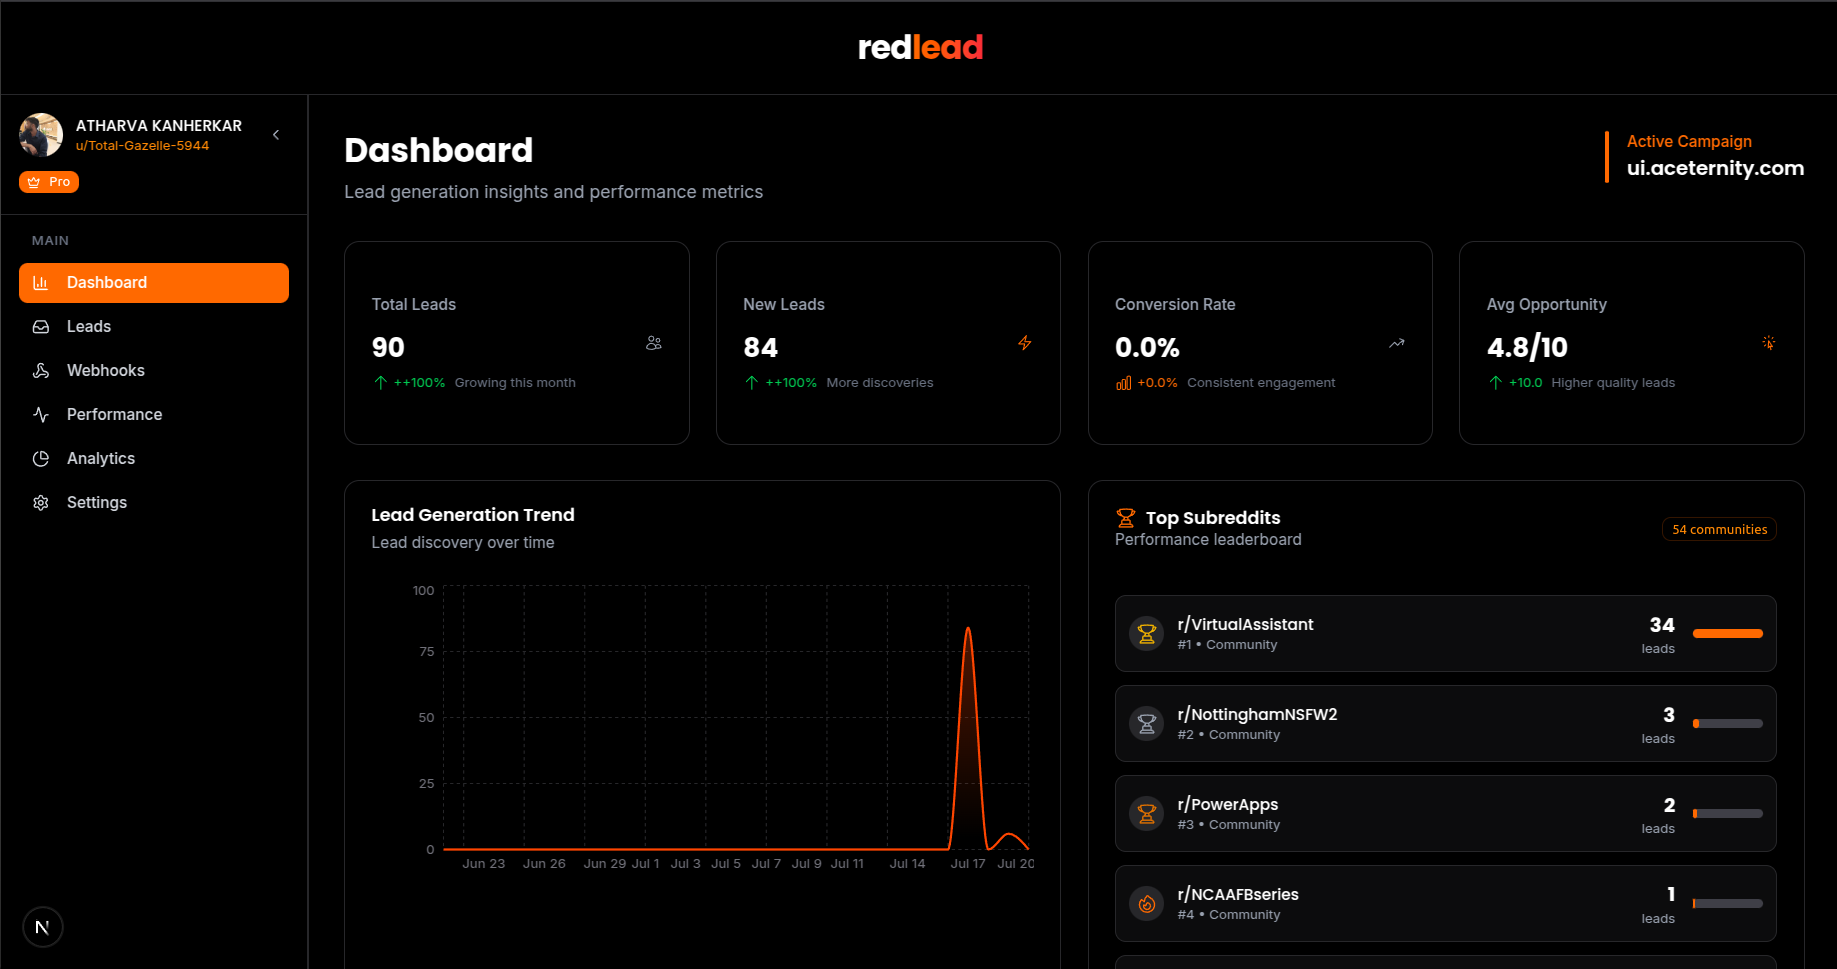 redlead
ATHARVA KANHERKAR
u/Total-Gazelle-5944
Pro
MAIN
Dashboard
Leads
Webhooks
Performance
Analytics
Settings
N
Dashboard
Lead generation insights and performance metrics
Active Campaign
ui.aceternity.com
Total Leads
90
++100% Growing this month
New Leads
84
++100% More discoveries
Conversion Rate
0.0%
+0.0% Consistent engagement
Avg Opportunity
4.8/10
+10.0 Higher quality leads
Lead Generation Trend
Lead discovery over time
100
75
50
25
0
Jun 23 Jun 26 Jun 29 Jul 1 Jul 3 Jul 5 Jul 7 Jul 9 Jul 11 Jul 14 Jul 17 Jul 20
Top Subreddits
Performance leaderboard
54 communities
r/VirtualAssistant
#1 • Community
34
leads
r/NottinghamNSFW2
#2 • Community
3
leads
r/PowerApps
#3 • Community
2
leads
r/NCAAFBseries
#4 • Community
1
leads